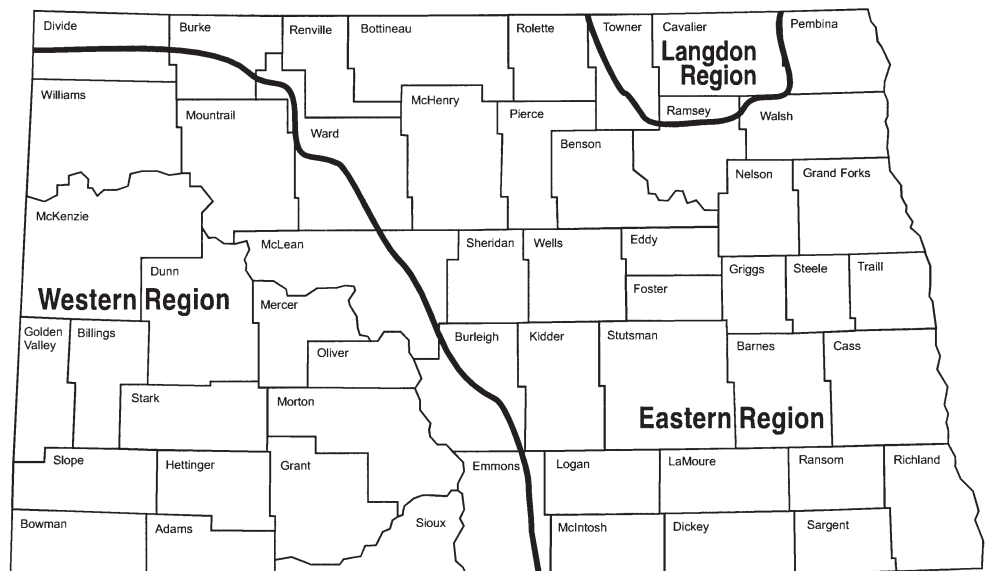 Divide
Burke
Renville
Bottineau
Rolette
Towner
Cavalier
Pembina
Langdon
Region
Williams
Mountrail
Ward
McHenry
Pierce
Ramsey
Walsh
Benson
Nelson
Grand Forks
McKenzie
McLean
Sheridan
Wells
Eddy
Dunn
Griggs
Steele
Traill
Foster
Western Region
Mercer
Golden
Valley
Billings
Oliver
Burleigh
Kidder
Stutsman
Barnes
Cass
Stark
Morton
Eastern Region
Slope
Hettinger
Grant
Emmons
Logan
LaMoure
Ransom
Richland
Bowman
Adams
Sioux
McIntosh
Dickey
Sargent